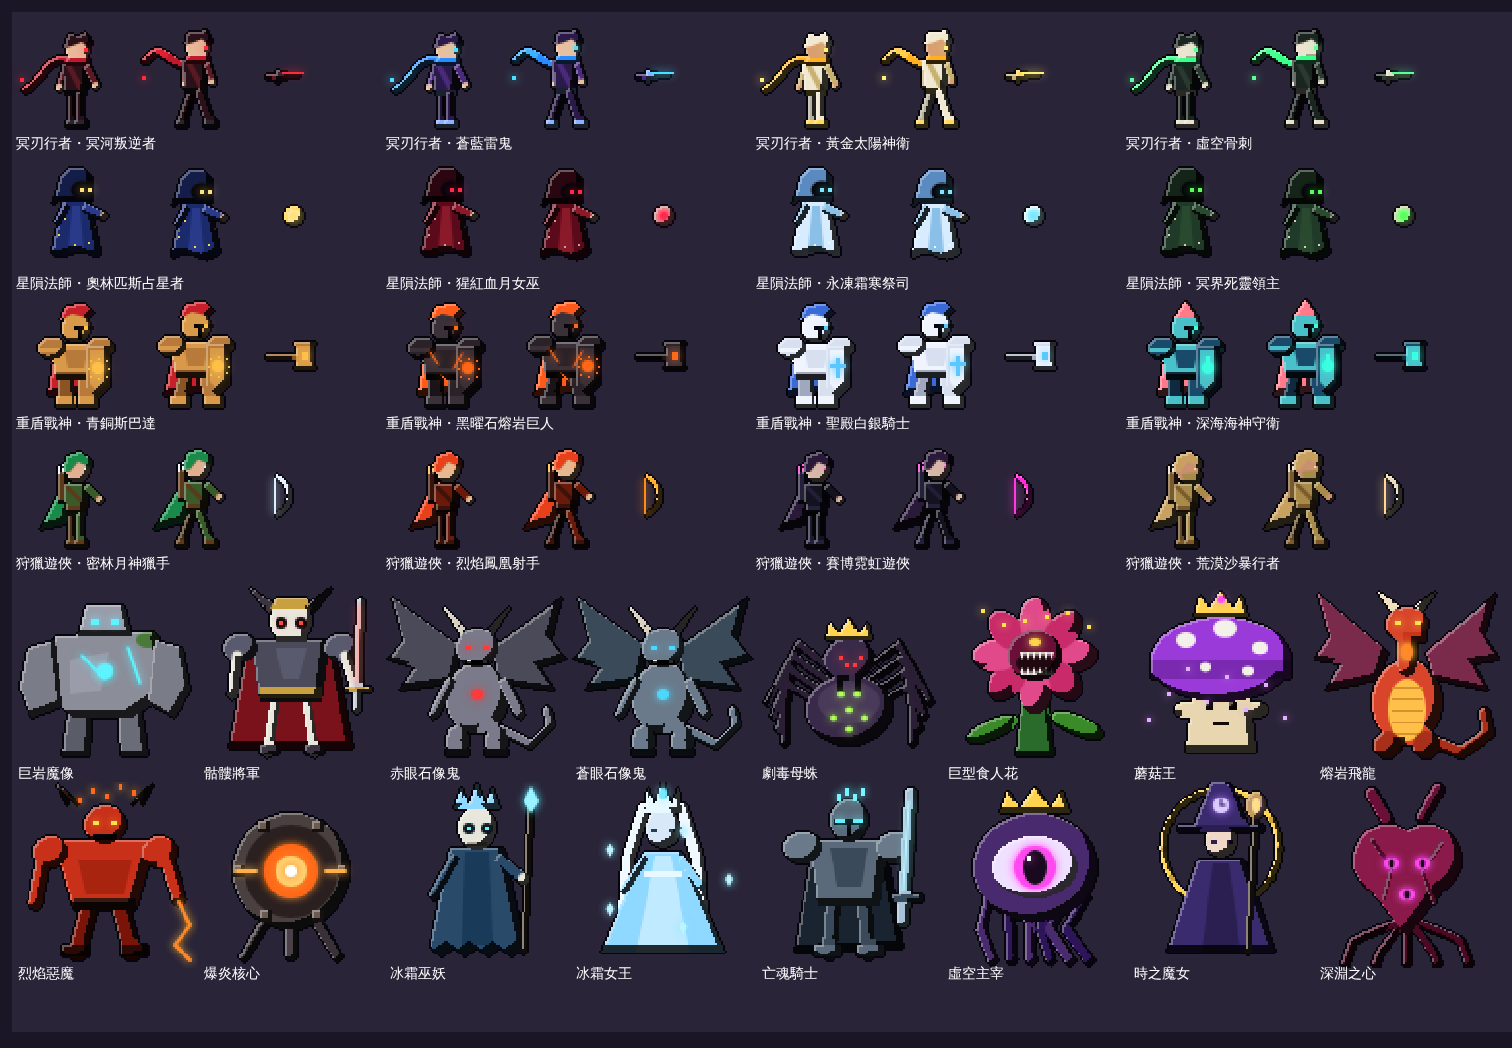 冥刃行者・冥河叛逆者
冥刃行者・蒼藍雷鬼
冥刃行者・黃金太陽神衛
冥刃行者・虛空骨刺
星隕法師・奧林匹斯占星者
星隕法師・猩紅血月女巫
星隕法師・永凍霜寒祭司
星隕法師・冥界死靈領主
重盾戰神・青銅斯巴達
重盾戰神・黑曜石熔岩巨人
重盾戰神・聖殿白銀騎士
重盾戰神・深海海神守衛
狩獵遊俠・密林月神獵手
狩獵遊俠・烈焰鳳凰射手
狩獵遊俠・賽博霓虹遊俠
狩獵遊俠・荒漠沙暴行者
巨岩魔像
骷髏將軍
赤眼石像鬼
蒼眼石像鬼
劇毒母蛛
巨型食人花
蘑菇王
熔岩飛龍
烈焰惡魔
爆炎核心
冰霜巫妖
冰霜女王
亡魂騎士
虛空主宰
時之魔女
深淵之心